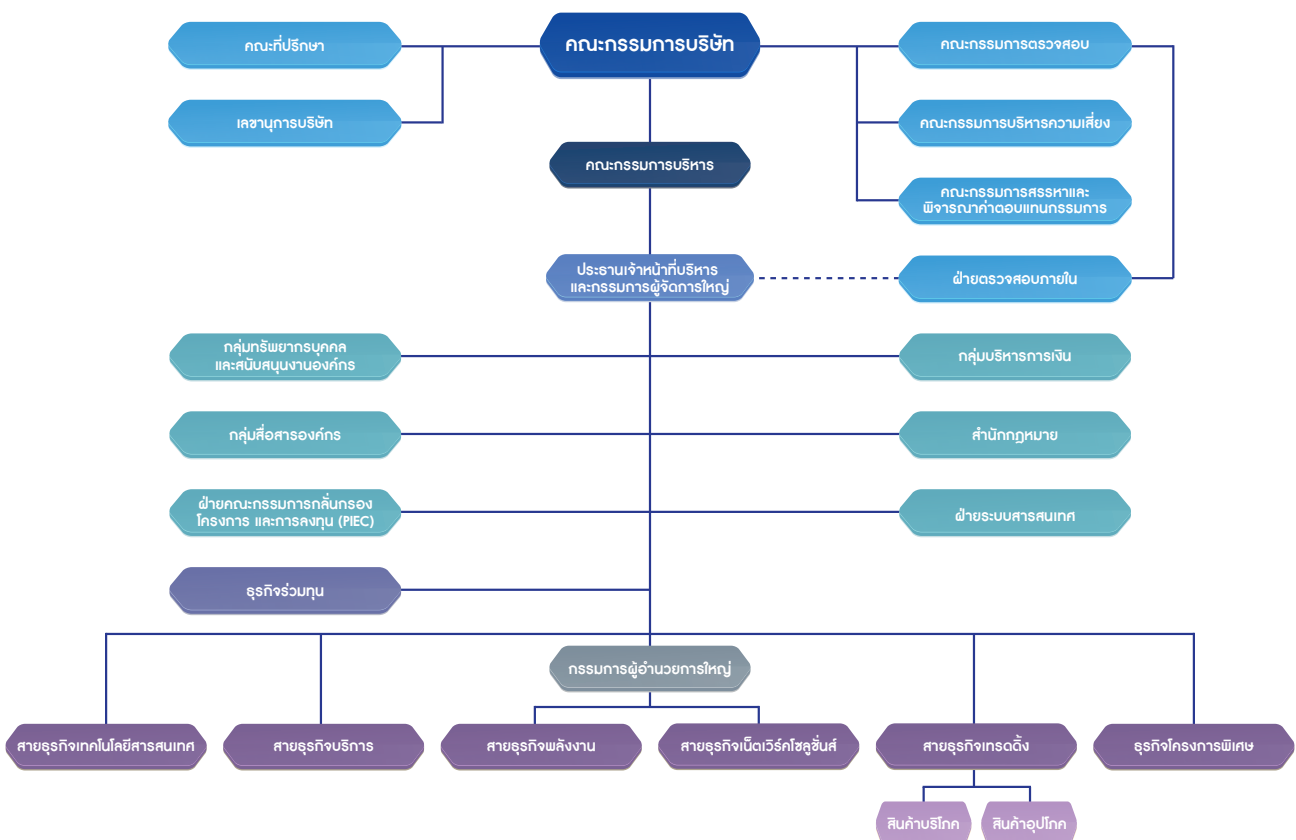 คณะที่ปรึกษา
คณะกรรมการบริษัท
คณะกรรมการตรวจสอบ
เลขานุการบริษัท
คณะกรรมการบริหารความเสี่ยง
คณะกรรมการบริหาร
คณะกรรมการสรรหาและ
พิจารณาค่าตอบแทนกรรมการ
ประธานเจ้าหน้าที่บริหาร
และกรรมการผู้จัดการใหญ่
ฝ่ายตรวจสอบภายใน
กลุ่มทรัพยากรบุคคล
และสนับสนุนงานองค์กร
กลุ่มบริหารการเงิน
กลุ่มสื่อสารองค์กร
สำนักกฎหมาย
ฝ่ายคณะกรรมการกลั่นกรอง
โครงการ และการลงทุน (PIEC)
ฝ่ายระบบสารสนเทศ
ธุรกิจร่วมทุน
กรรมการผู้อำนวยการใหญ่
สายธุรกิจเทคโนโลยีสารสนเทศ
สายธุรกิจบริการ
สายธุรกิจพลังงาน
สายธุรกิจเน็ตเวิร์คโซลูชั่นส์
สายธุรกิจเทรดดิ้ง
ธุรกิจโครงการพิเศษ
สินค้าบริโภค
สินค้าอุปโภค